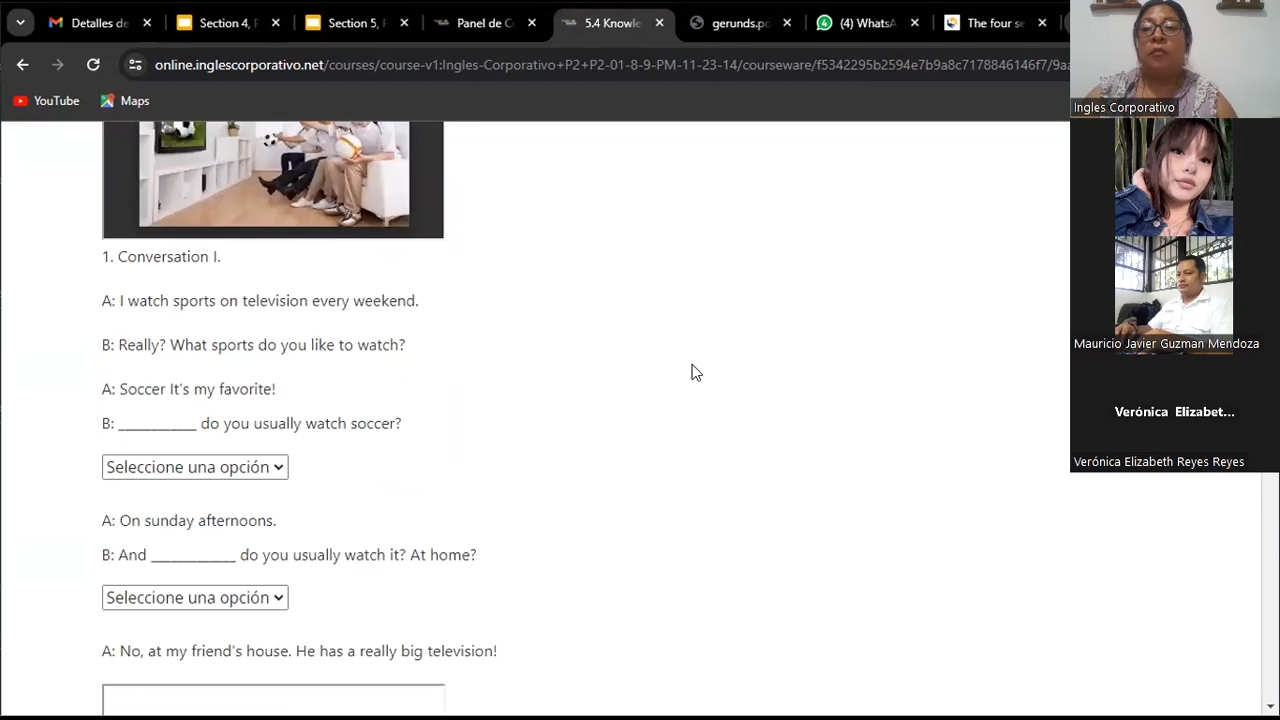 Detalles de
Section 4, F
Section 5, F
Panel de C
5.4 Knowle
gerunds.pd
(4) WhatsA
The four se
online.inglescorporativo.net/courses/course-v1:Ingles-Corporativo+P2+P2-01-8-9-PM-11-23-14/courseware/f5342295b2594e7b9a8c7178846146f7/9aa
YouTube
Maps
1. Conversation I.
A: I watch sports on television every weekend.
B: Really? What sports do you like to watch?
A: Soccer It's my favorite!
B: ____________ do you usually watch soccer?
Seleccione una opción
A: On sunday afternoons.
B: And _____________ do you usually watch it? At home?
Seleccione una opción
A: No, at my friend's house. He has a really big television!
Ingles Corporativo
Mauricio Javier Guzman Mendoza
Verónica Elizabet...
Verónica Elizabeth Reyes Reyes